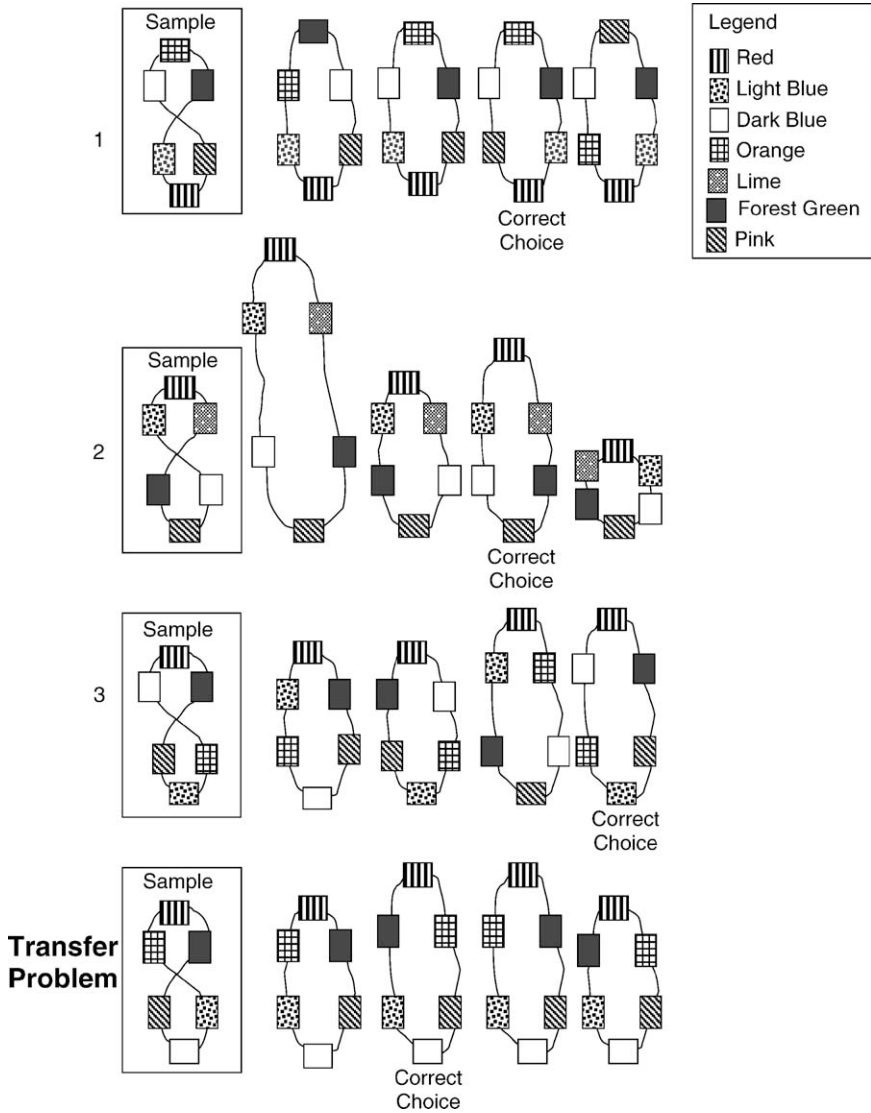 Sample
1
Correct
Choice
Legend
Red
Light Blue
Dark Blue
Orange
Lime
Forest Green
Pink
Sample
2
Correct
Choice
Sample
3
Correct
Choice
Sample
Transfer
Problem
Correct
Choice